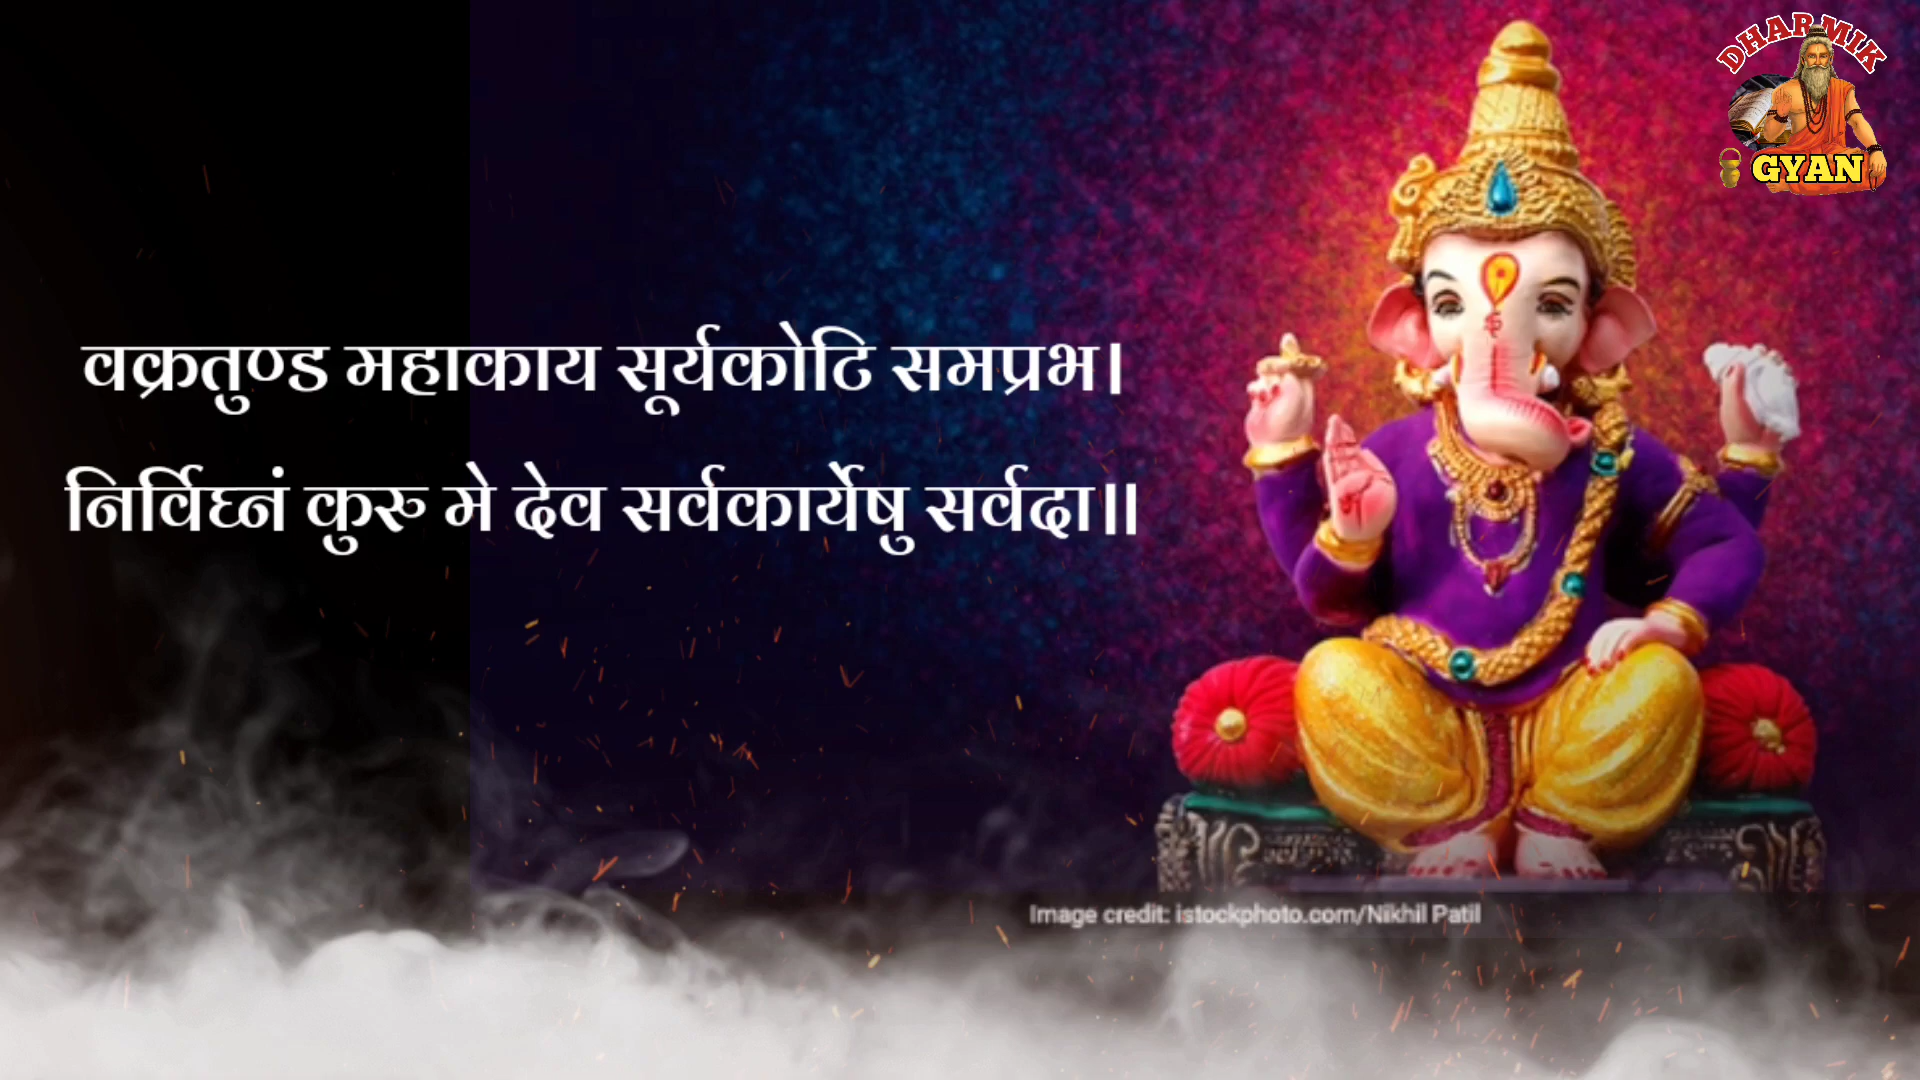 DHARMIK
GYAN
वक्रतुण्ड महाकाय सूर्यकोटि समप्रभ।
निर्विघ्नं कुरु मे देव सर्वकार्येषु सर्वदा॥
Image credit: istockphoto.com/Nikhil Patil